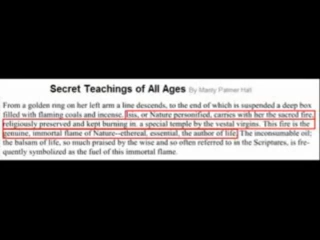 Secret Teachings of All Ages By Manly Palmer Hall
From a golden ring on her left arm a line descends, to the end of which is suspended a deep box
filled with flaming coals and incense. Isis, or Nature personified, carries with her the sacred fire,
religiously preserved and kept burning in. a special temple by the vestal virgins. This fire is the
genuine, immortal flame of Nature--ethereal, essential, the author of life. The inconsumable oil;
the balsam of life, so much praised by the wise and so often referred to in the Scriptures, is fre-
quently symbolized as the fuel of this immortal flame.